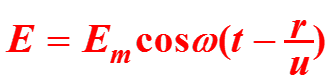 E = E_m cosω(t − r/u)